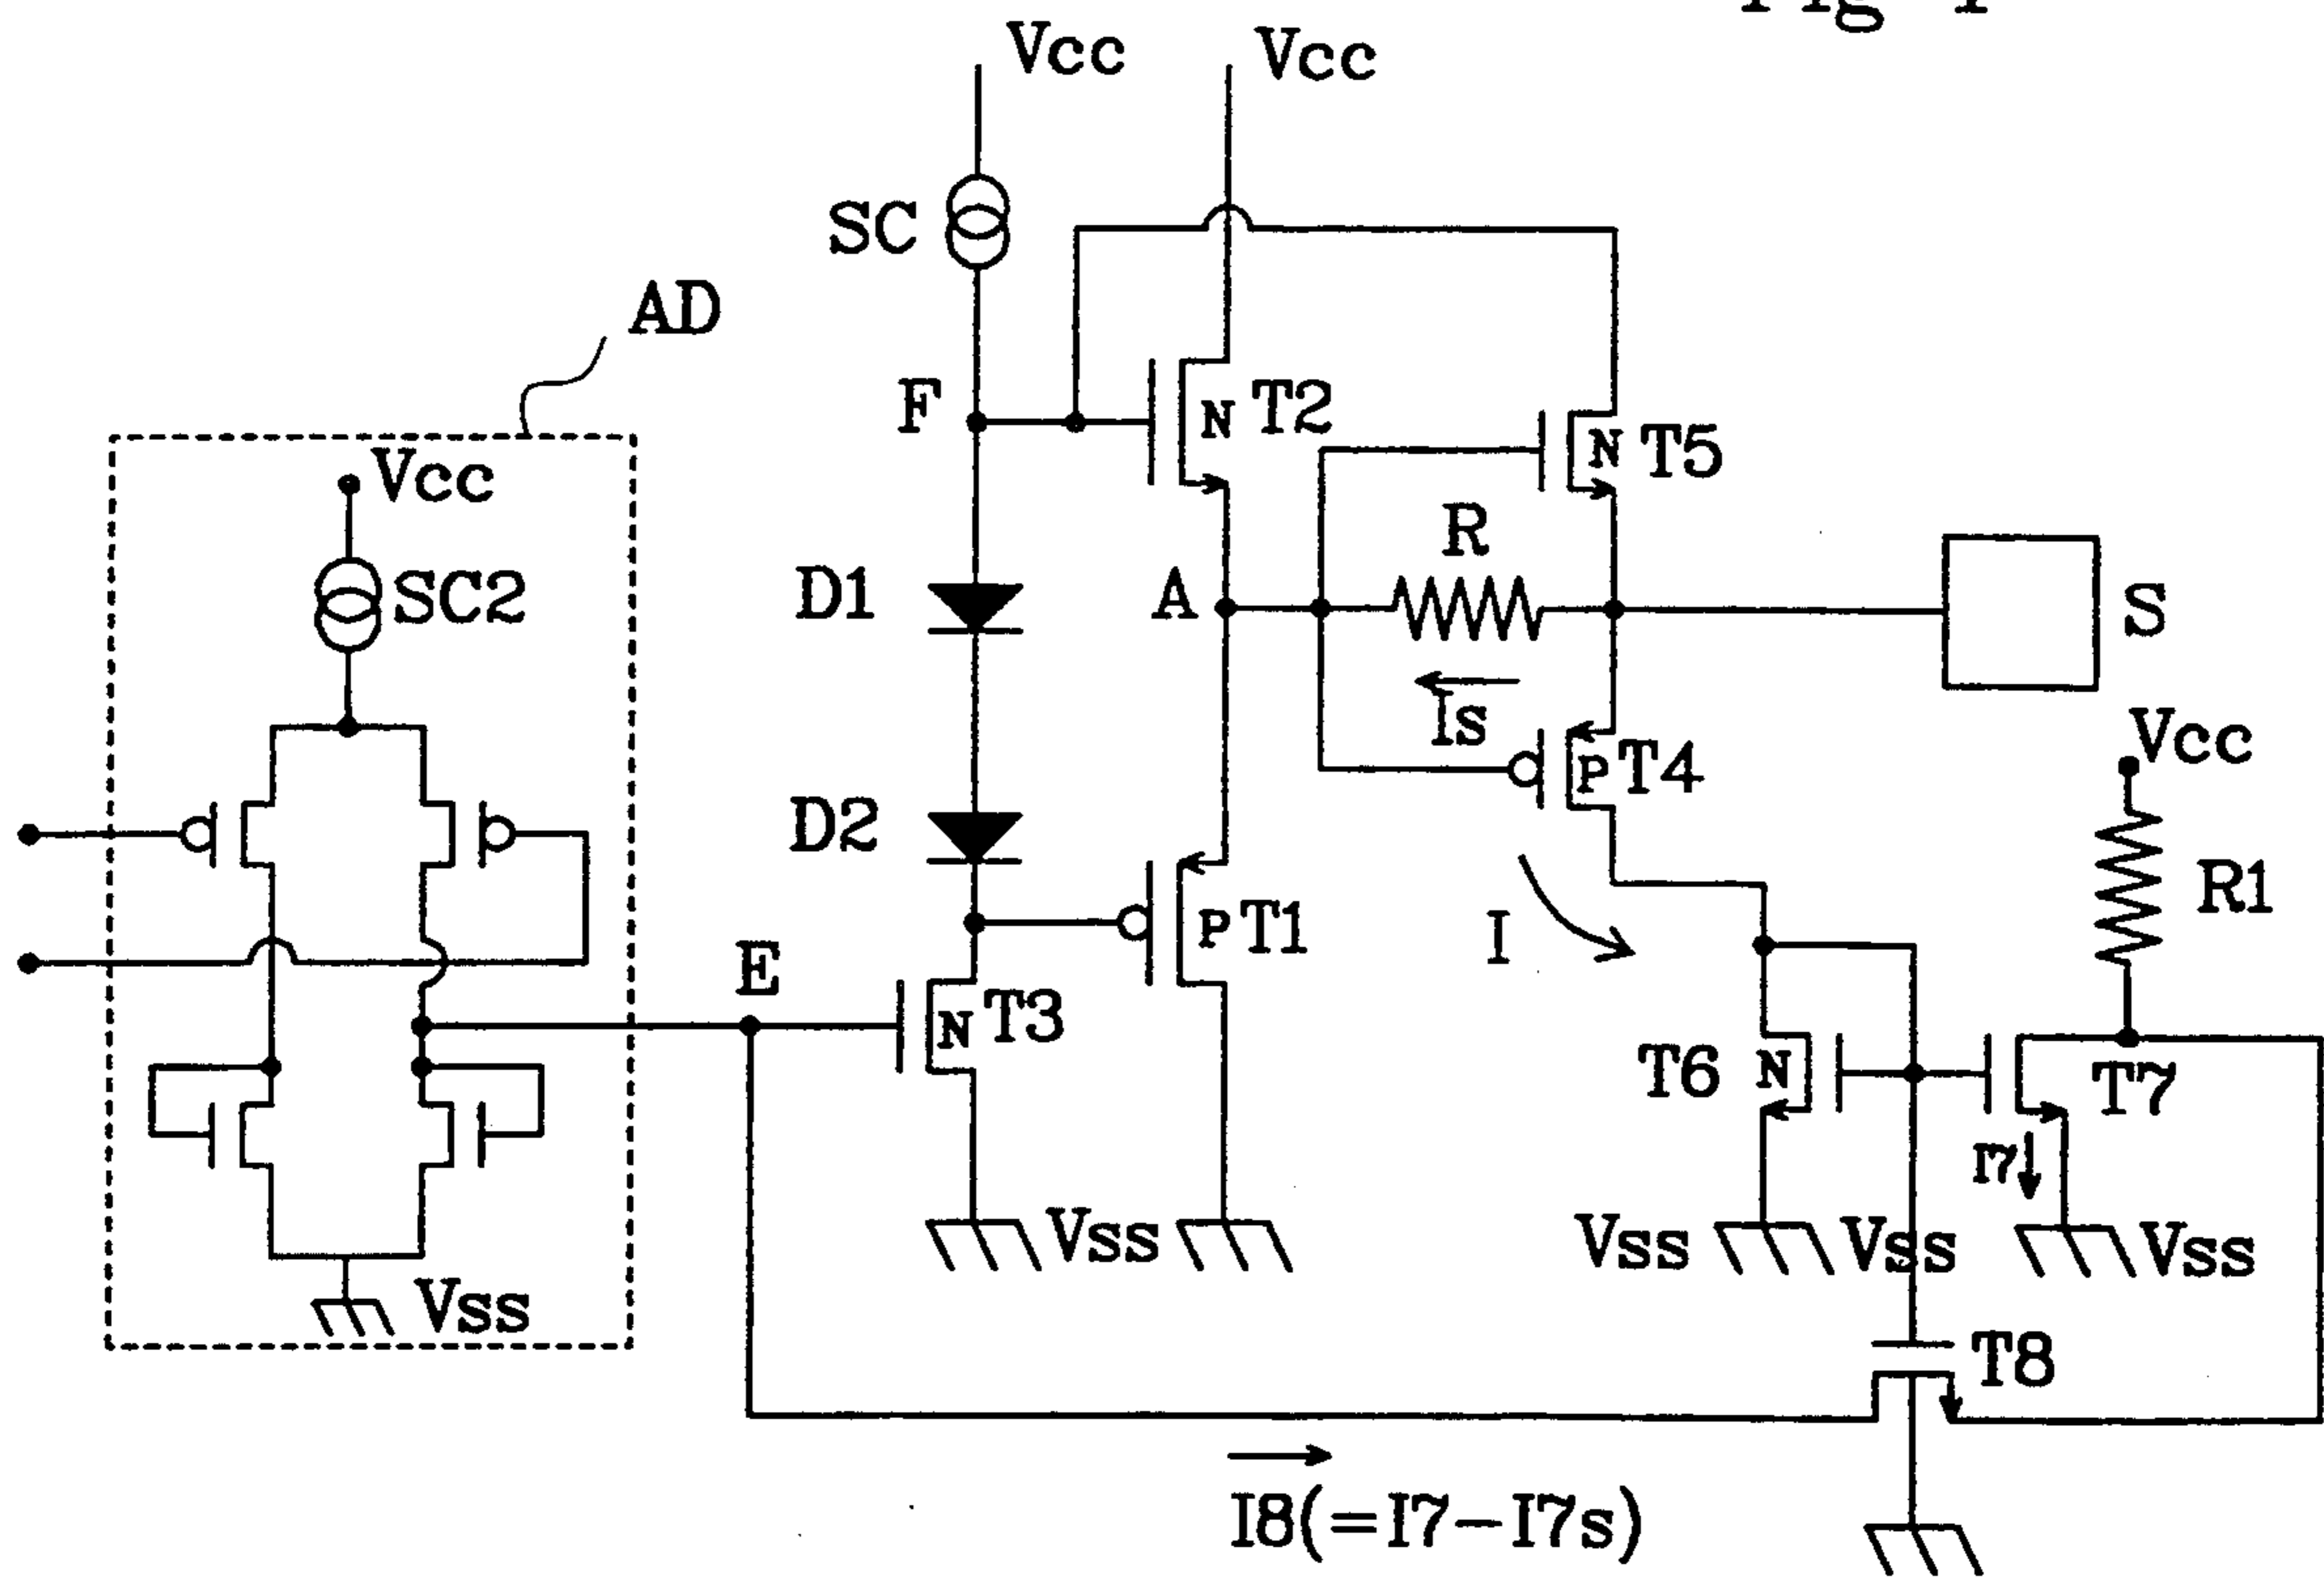 Vcc
Vcc
SC
AD
F
N
T2
N
T5
Vcc
R
SC2
D1
A
S
Is
Vcc
P
T4
D2
R1
P
T1
I
E
N
T3
T6
N
T7
I7
Vss
Vss
Vss
Vss
Vss
T8
I8(=I7-I7s)